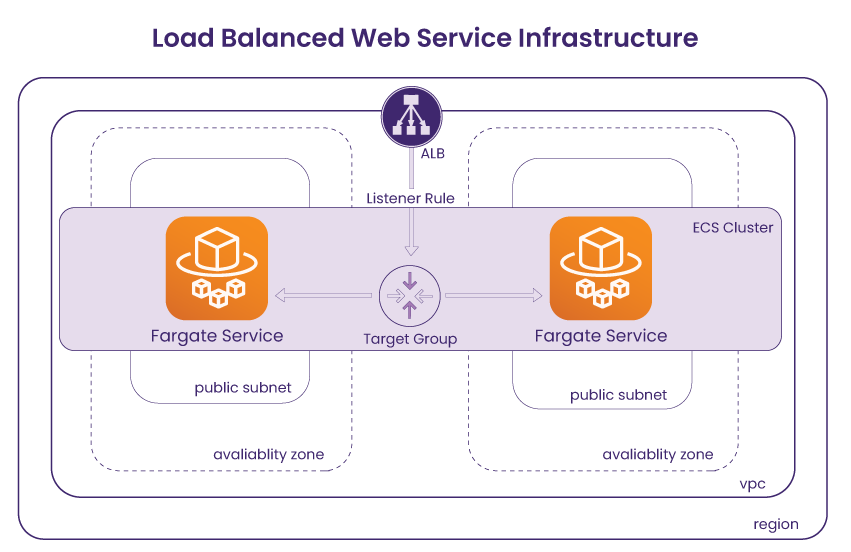 Load Balanced Web Service Infrastructure
ALB
Listener Rule
ECS Cluster
Fargate Service
Target Group
Fargate Service
public subnet
public subnet
avaliablity zone
avaliablity zone
vpc
region